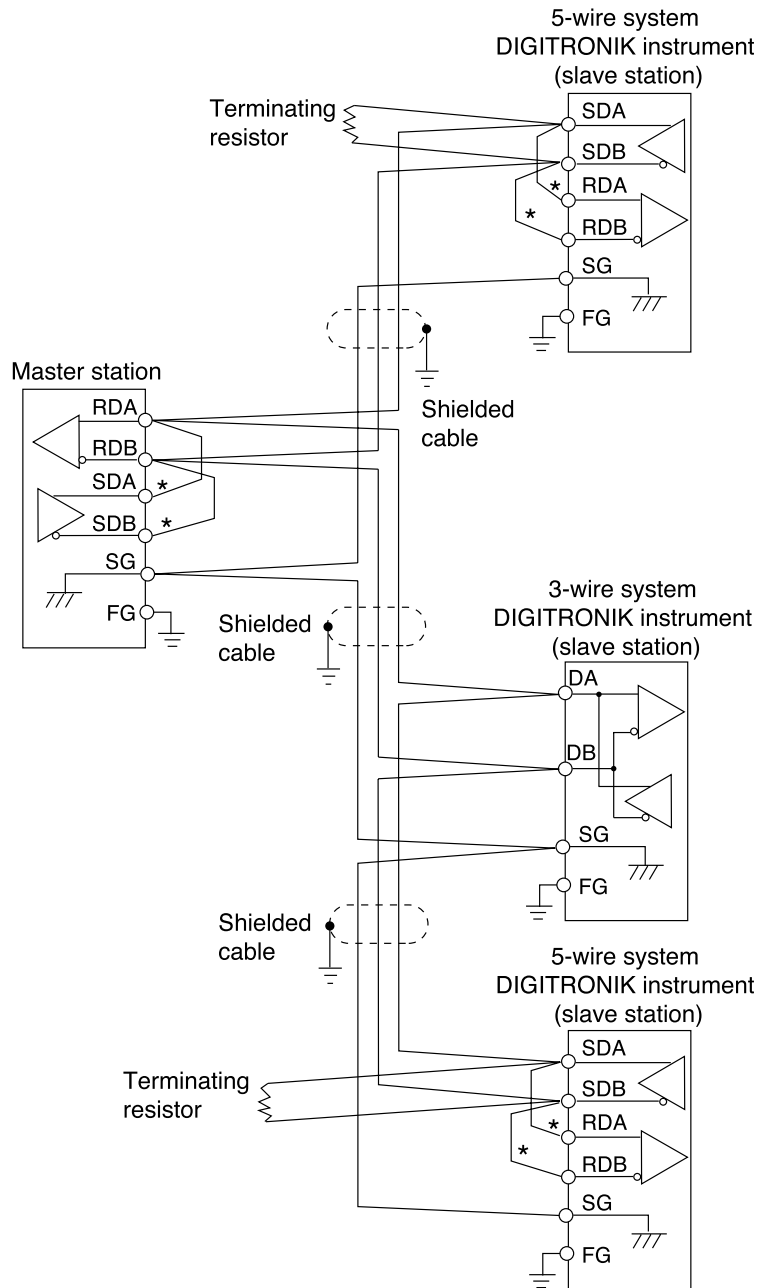 5-wire system
DIGITRONIK instrument
(slave station)
Terminating
resistor
SDA
SDB
*
RDA
*
RDB
SG
FG
Shielded
cable
Master station
RDA
RDB
SDA
*
SDB
*
SG
FG
Shielded
cable
3-wire system
DIGITRONIK instrument
(slave station)
DA
DB
SG
FG
Shielded
cable
5-wire system
DIGITRONIK instrument
(slave station)
Terminating
resistor
SDA
SDB
RDA
*
*
RDB
SG
FG